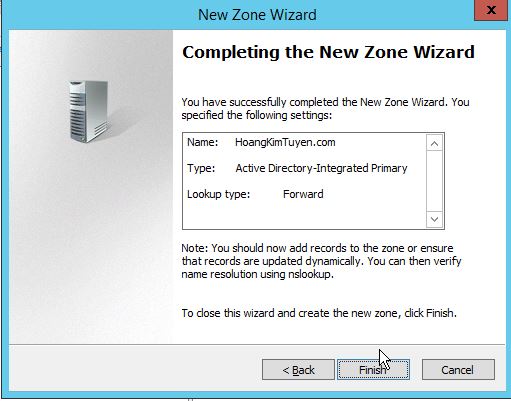 New Zone Wizard
x
Completing the New Zone Wizard
You have successfully completed the New Zone Wizard. You
specified the following settings:
Name: HoangKimTuyen.com
Type: Active Directory-Integrated Primary
Lookup type: Forward
Note: You should now add records to the zone or ensure
that records are updated dynamically. You can then verify
name resolution using nslookup.
To close this wizard and create the new zone, click Finish.
< Back Finish Cancel